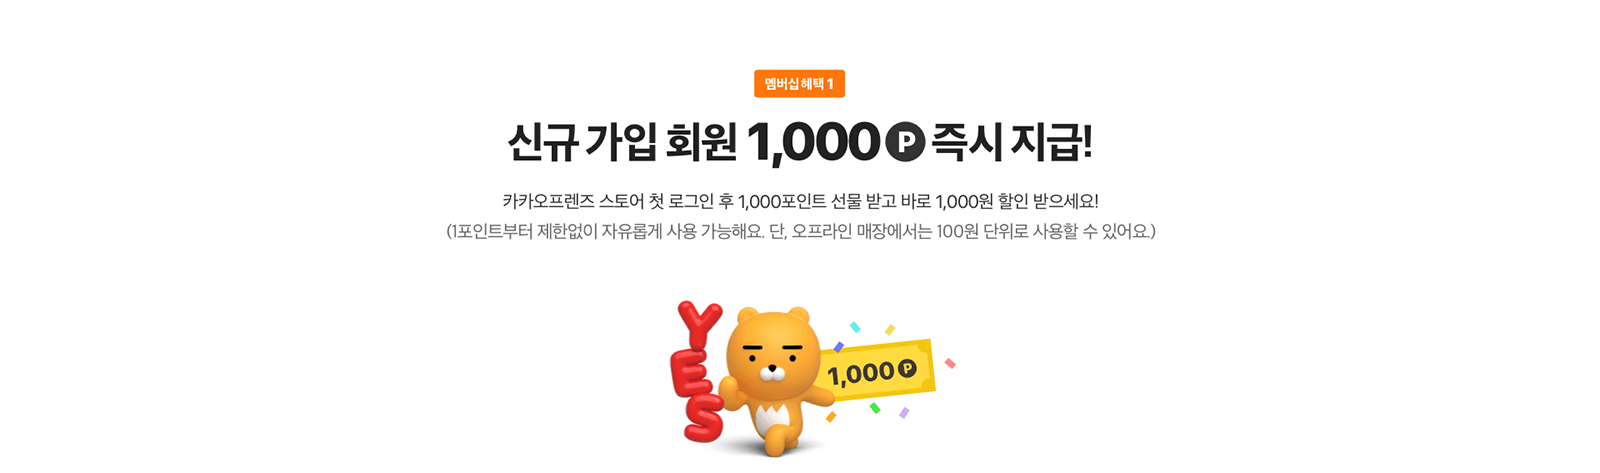 멤버십 혜택 1
신규 가입 회원 1,000 P 즉시 지급!
카카오프렌즈 스토어 첫 로그인 후 1,000포인트 선물 받고 바로 1,000원 할인 받으세요!
(1포인트부터 제한없이 자유롭게 사용 가능해요. 단, 오프라인 매장에서는 100원 단위로 사용할 수 있어요.)
YES
1,000 P